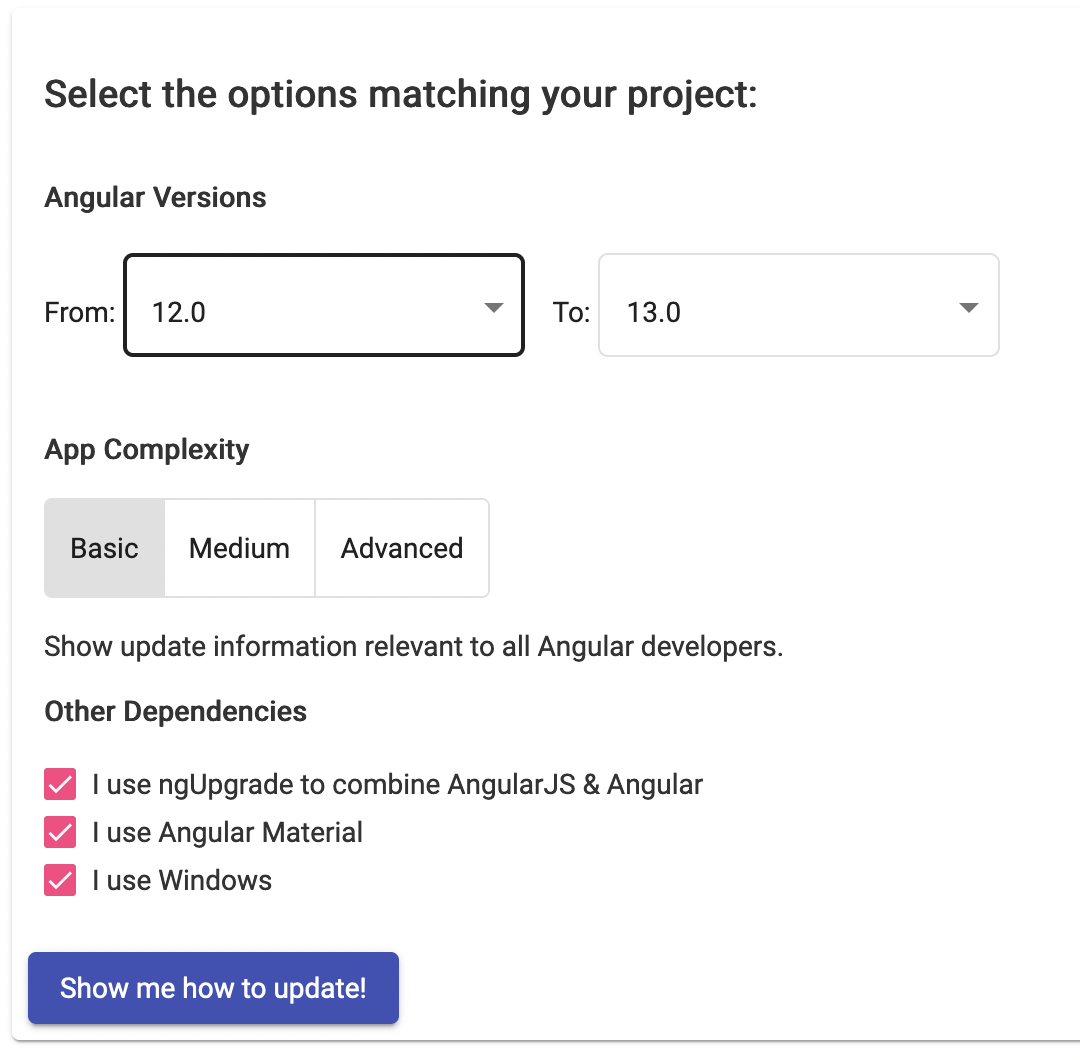 Select the options matching your project:
Angular Versions
From: 12.0 To: 13.0
App Complexity
Basic Medium Advanced
Show update information relevant to all Angular developers.
Other Dependencies
I use ngUpgrade to combine AngularJS & Angular
I use Angular Material
I use Windows
Show me how to update!